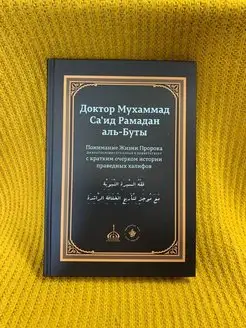 Доктор Мухаммад
Са'ид Рамадан
аль-Буты
Понимание Жизни Пророка
с кратким очерком истории
праведных халифов
فقه السيرة النبوية
مع موجز لتاريخ الخلافة الراشدة